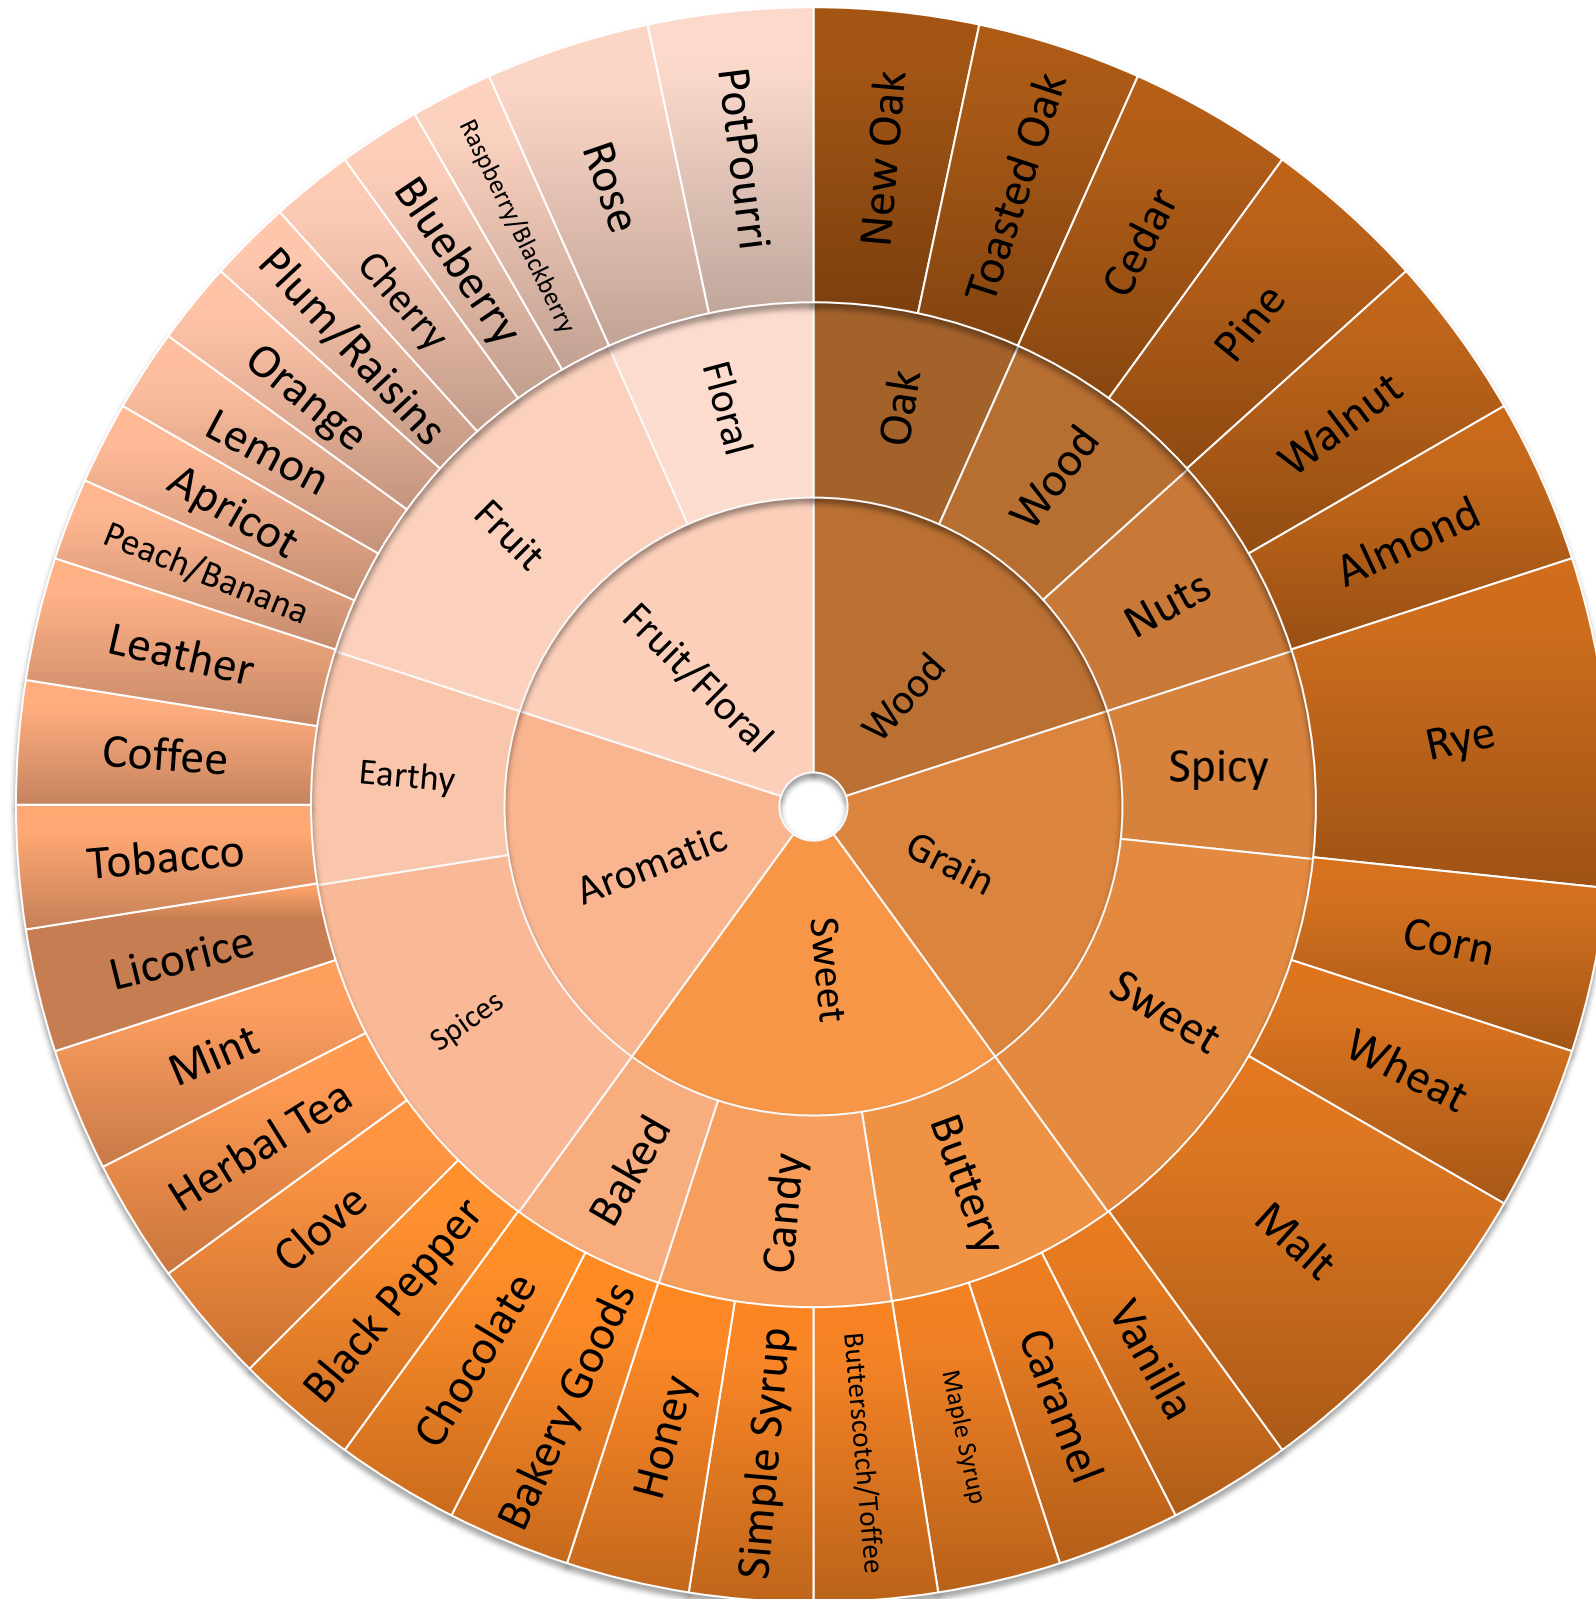 Wood
Grain
Sweet
Aromatic
Fruit/Floral
Oak
Wood
Nuts
Spicy
Sweet
Buttery
Candy
Baked
Spices
Earthy
Fruit
Floral
New Oak
Toasted Oak
Cedar
Pine
Walnut
Almond
Rye
Corn
Wheat
Malt
Vanilla
Caramel
Maple Syrup
Butterscotch/Toffee
Simple Syrup
Honey
Bakery Goods
Chocolate
Black Pepper
Clove
Herbal Tea
Mint
Licorice
Tobacco
Coffee
Leather
Peach/Banana
Apricot
Lemon
Orange
Plum/Raisins
Cherry
Blueberry
Raspberry/Blackberry
Rose
PotPourri